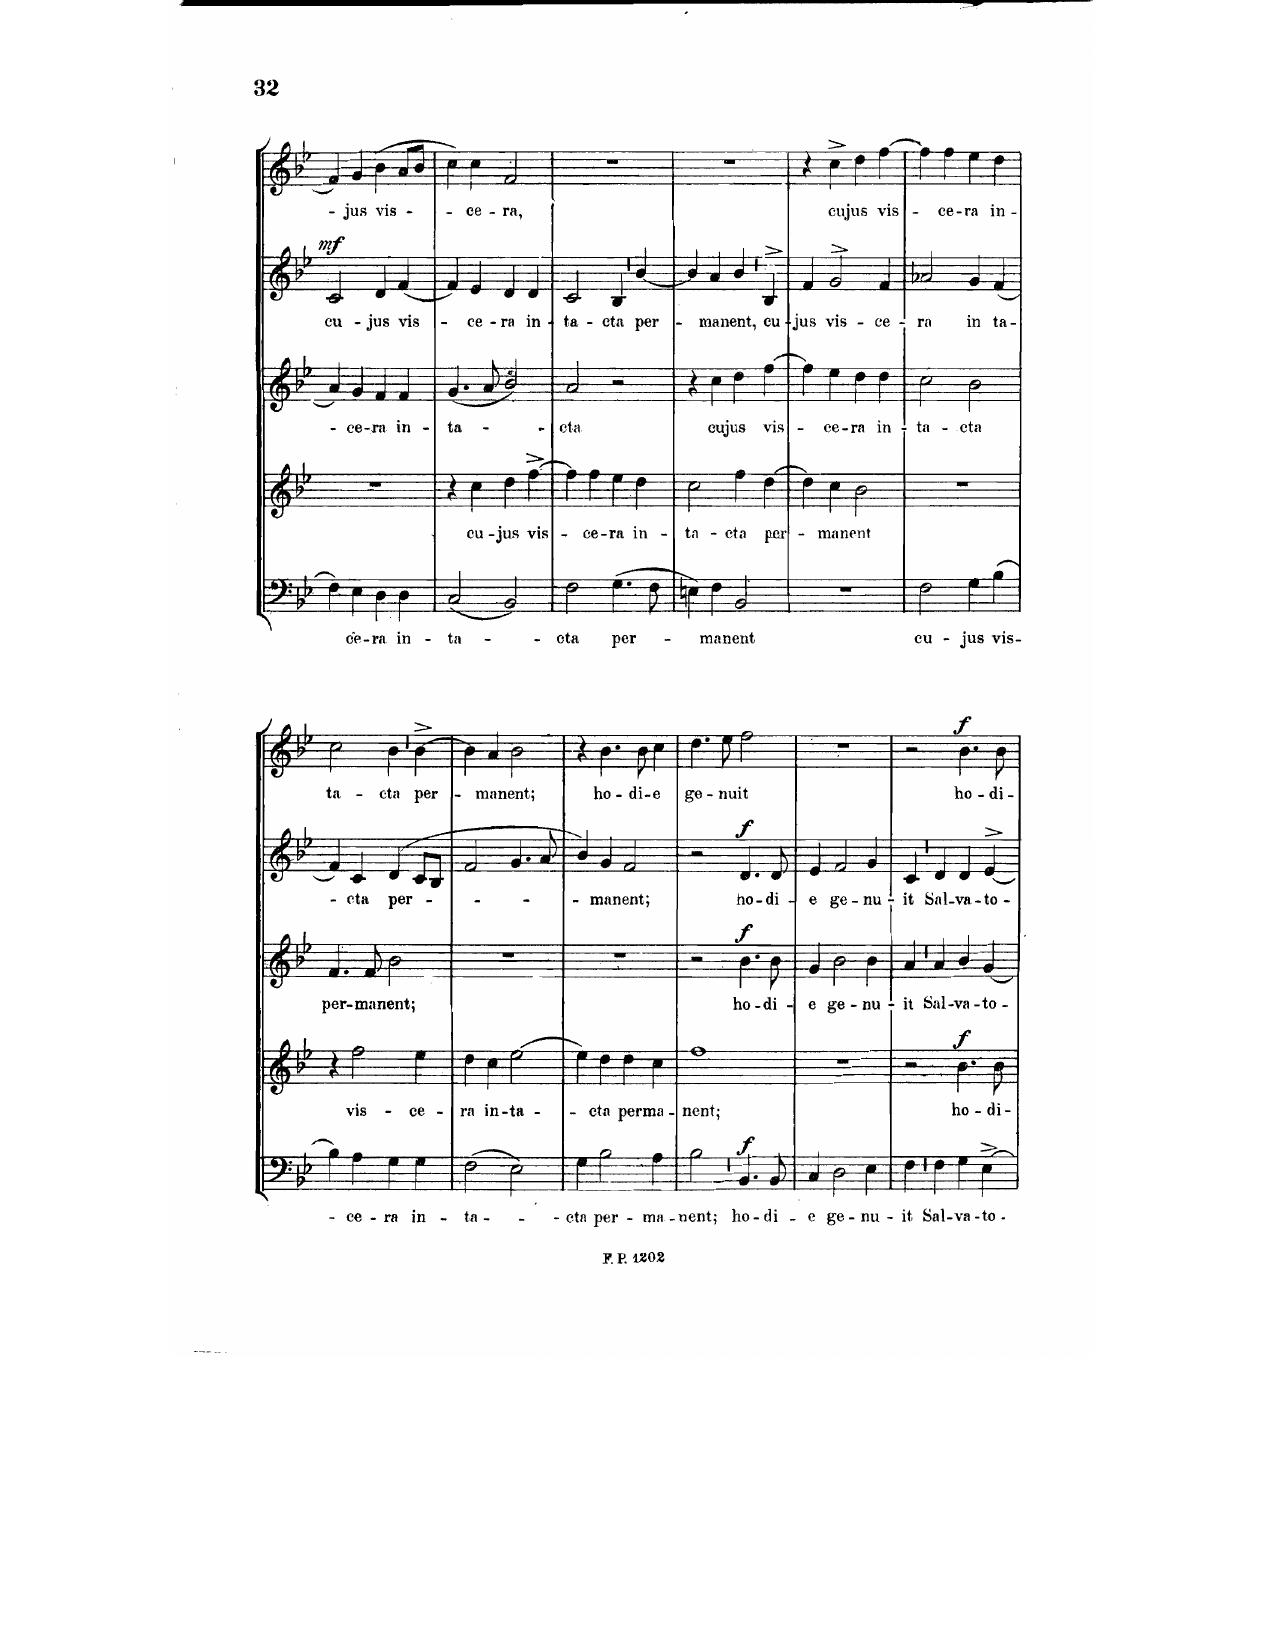 32
- jus vis - - ce - ra, cujus vis - ce-ra in-
mf
cu - jus vis - ce - ra in - ta - cta per - manent, cu - jus vis - ce - ra in ta-
- ce-ra in - ta - - cta cujus vis - ce-ra in - ta - cta
cu - jus vis - ce-ra in - ta - cta per - manent
ce-ra in - ta - - cta per - manent cu - jus vis-
f
ta - cta per - manent; ho - di - e ge - nuit ho - di-
f
- cta per - - - - manent; ho-di - e ge - nu - it Sal-va-to-
f
per-manent; ho-di - e ge-nu - it Sal-va-to-
f
vis - ce - ra in-ta - - cta perma - nent; ho - di-
f
- ce - ra in - ta - - - cta per - ma - nent; ho-di - e ge - nu - it Sal-va-to-
F. P. 1202